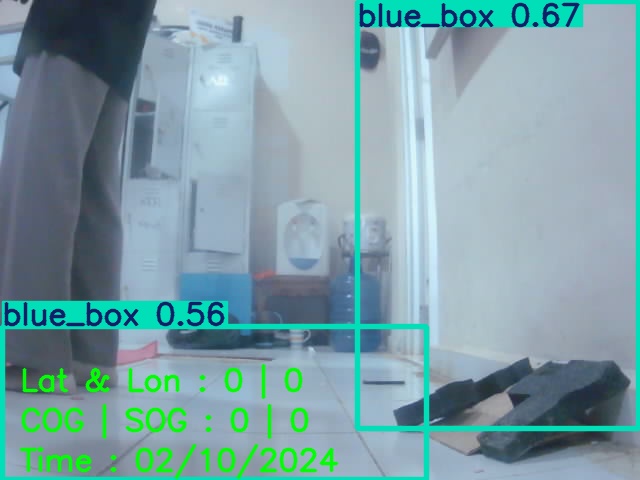 blue_box 0.67
blue_box 0.56
Lat & Lon : 0 | 0
COG | SOG : 0 | 0
Time : 02/10/2024